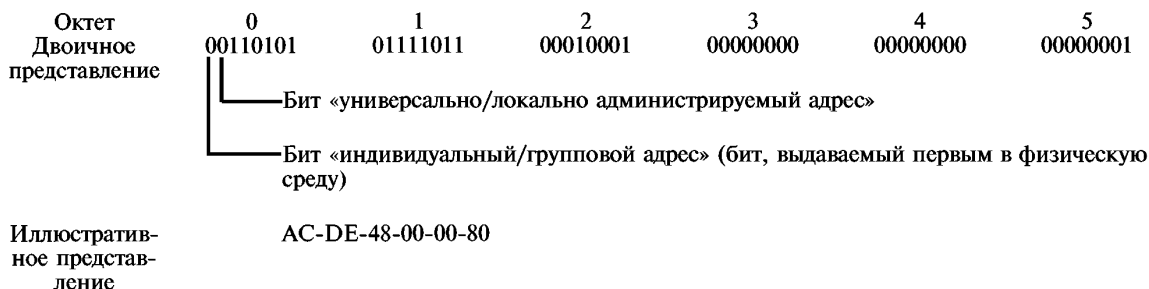 Октет 0 1 2 3 4 5
Двоичное 00110101 01111011 00010001 00000000 00000000 00000001
представление
Бит «универсально/локально администрируемый адрес»
Бит «индивидуальный/групповой адрес» (бит, выдаваемый первым в физическую
среду)
Иллюстратив- AC-DE-48-00-00-80
ное представ-
ление